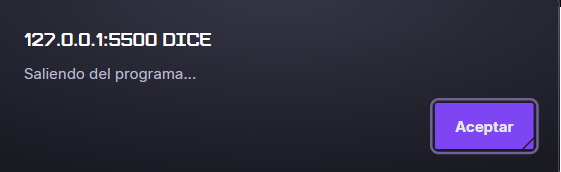 127.0.0.1:5500 DICE
Saliendo del programa...
Aceptar